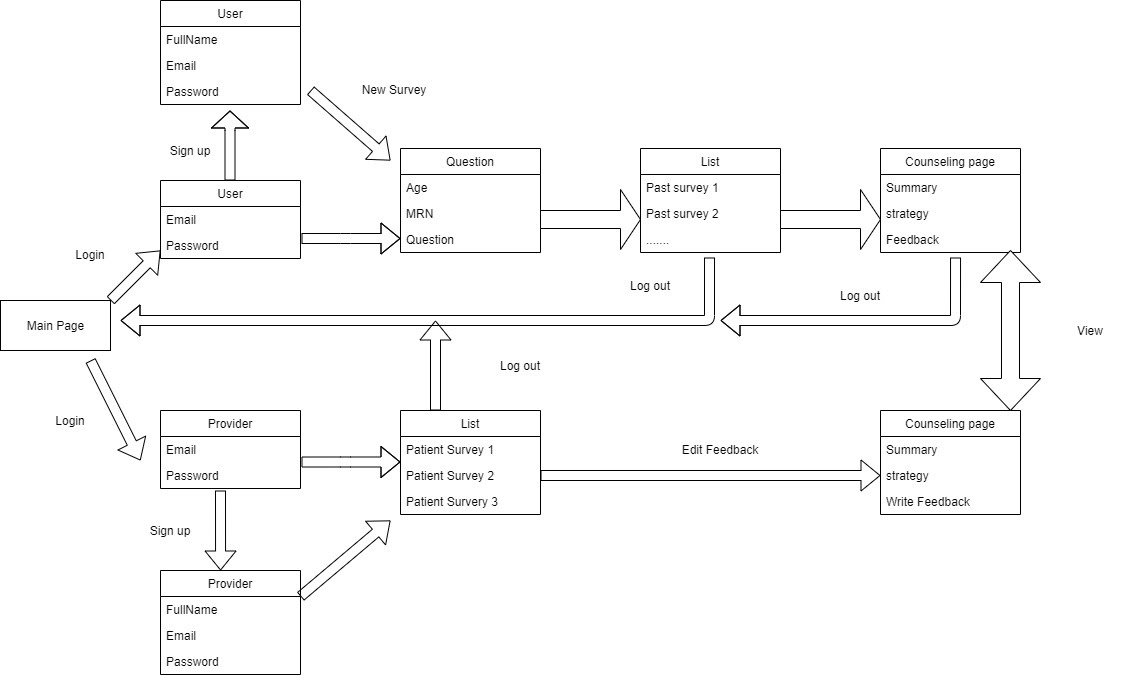 User
FullName
Email
Password
New Survey
Sign up
User
Email
Password
Question
Age
MRN
Question
List
Past survey 1
Past survey 2
.......
Counseling page
Summary
strategy
Feedback
Login
Log out
Log out
Main Page
View
Log out
Login
Provider
Email
Password
List
Patient Survey 1
Patient Survey 2
Patient Survery 3
Edit Feedback
Counseling page
Summary
strategy
Write Feedback
Sign up
Provider
FullName
Email
Password